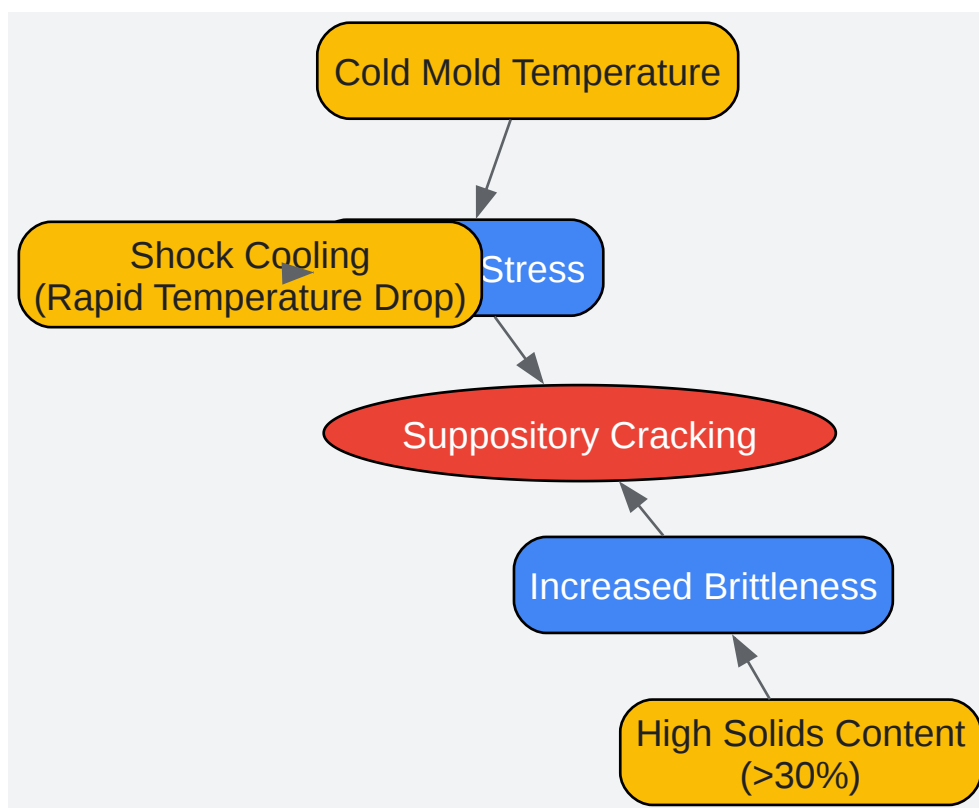 Cold Mold Temperature
Shock Cooling
(Rapid Temperature Drop)
Stress
Suppository Cracking
Increased Brittleness
High Solids Content
(>30%)